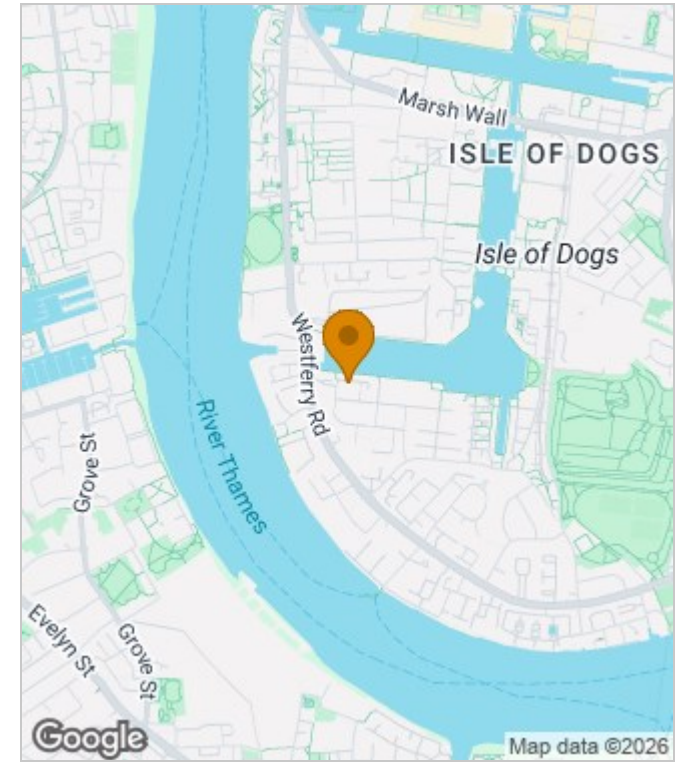 Marsh Wall
ISLE OF DOGS
Isle of Dogs
Westferry Rd
River Thames
Grove St
Evelyn St
Grove St
Google
Map data ©2026